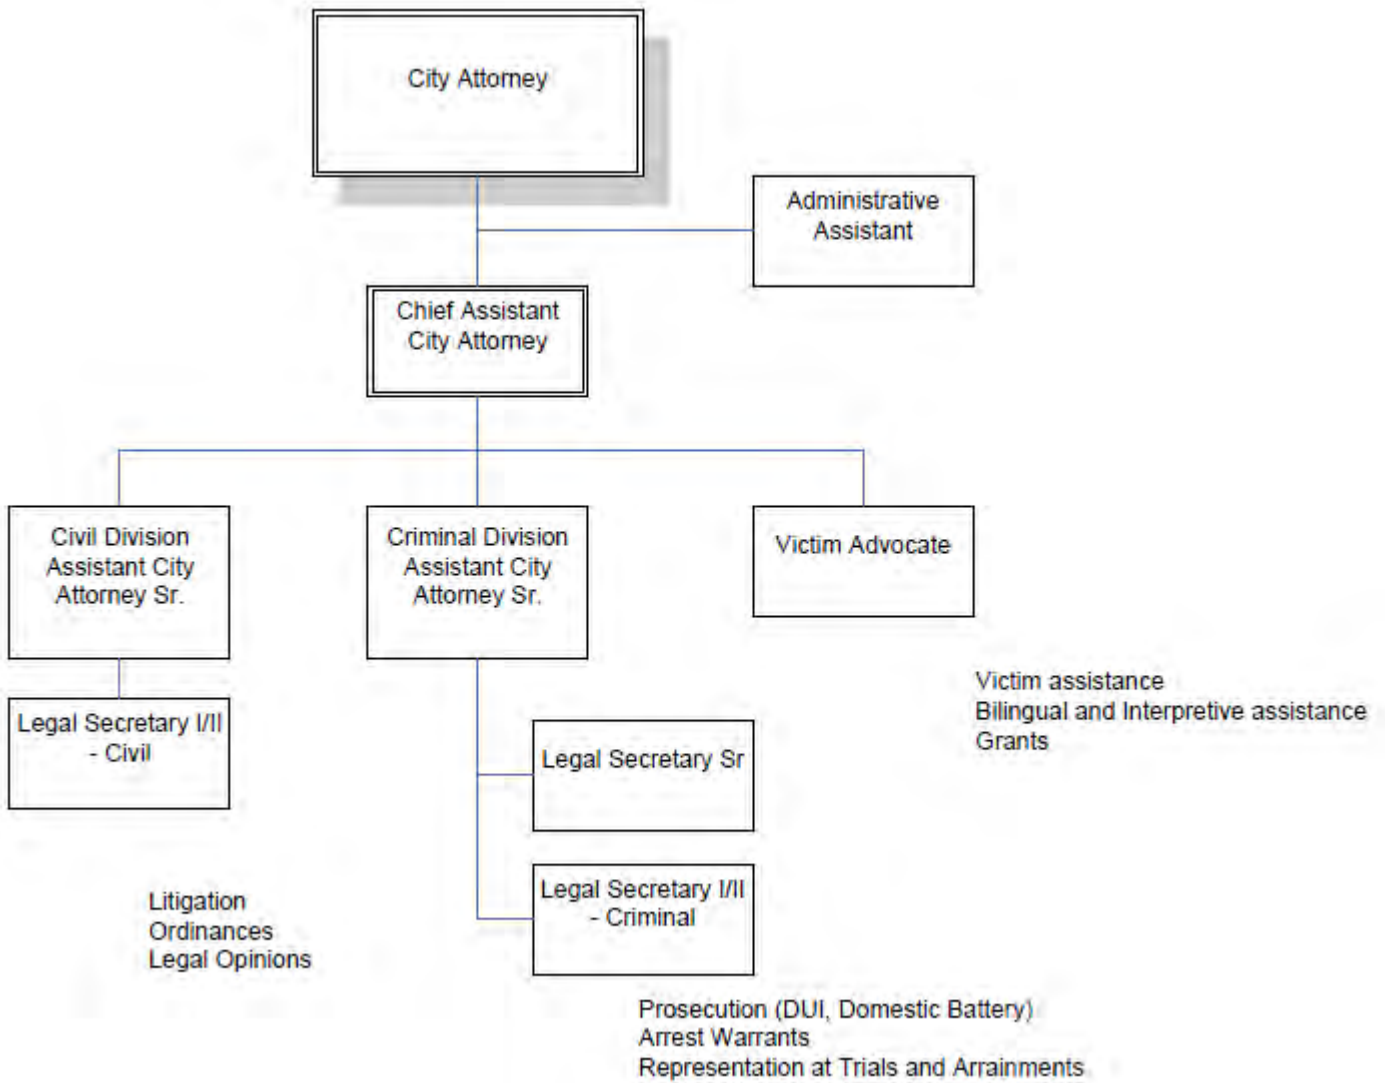 City Attorney
Administrative
Assistant
Chief Assistant
City Attorney
Civil Division
Assistant City
Attorney Sr.
Criminal Division
Assistant City
Attorney Sr.
Victim Advocate
Legal Secretary I/II
- Civil
Victim assistance
Bilingual and Interpretive assistance
Grants
Legal Secretary Sr
Legal Secretary I/II
- Criminal
Litigation
Ordinances
Legal Opinions
Prosecution (DUI, Domestic Battery)
Arrest Warrants
Representation at Trials and Arrainments